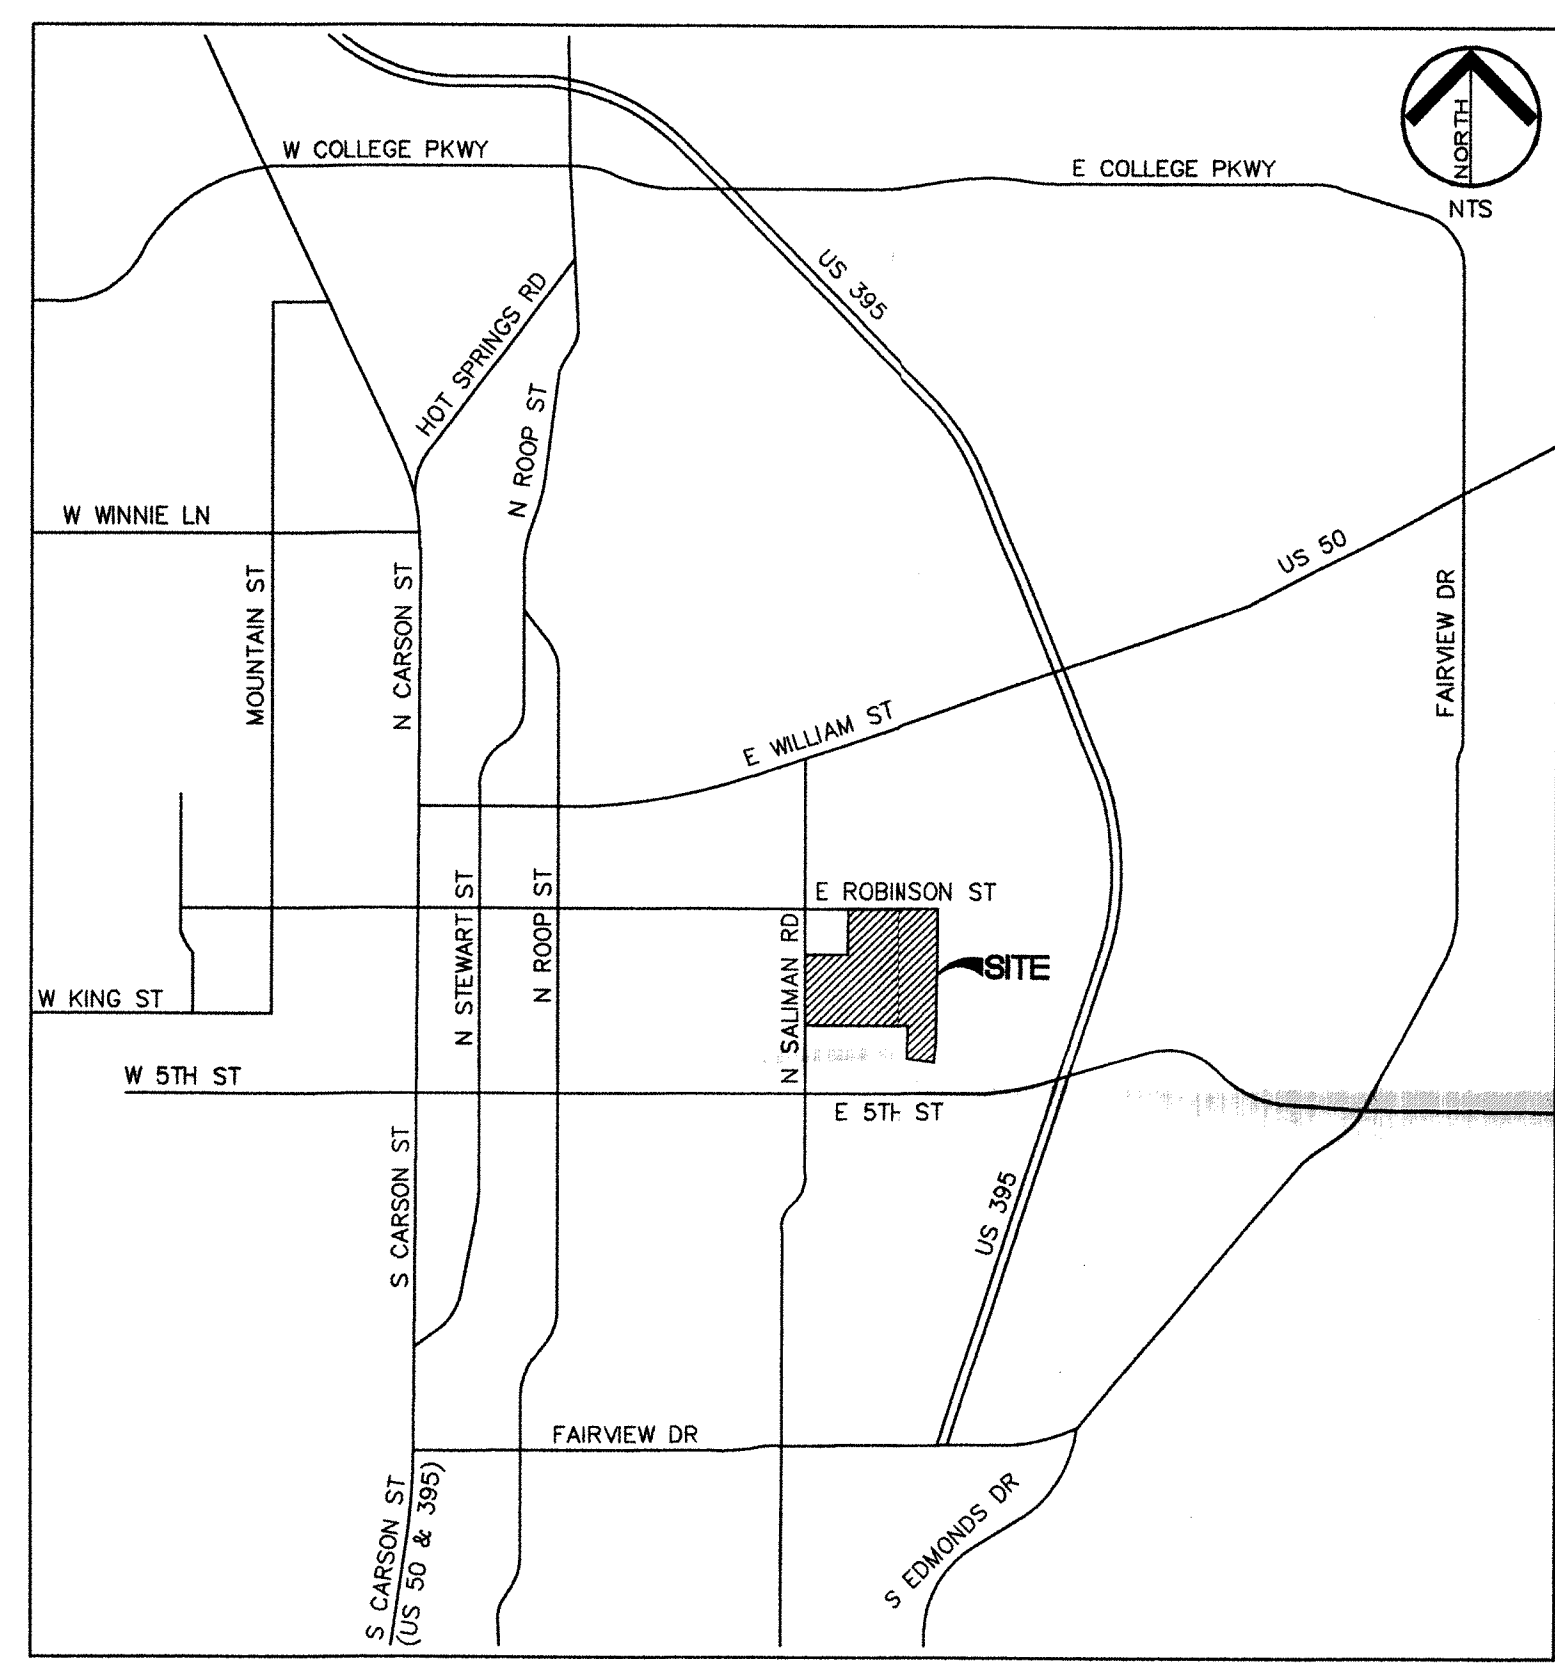 W COLLEGE PKWY
E COLLEGE PKWY
NORTH
NTS
US 395
HOT SPRINGS RD
N ROOP ST
W WINNIE LN
US 50
MOUNTAIN ST
N CARSON ST
FAIRVIEW DR
E WILLIAM ST
E ROBINSON ST
N STEWART ST
N ROOP ST
N SALIMAN RD
SITE
W KING ST
W 5TH ST
E 5TH ST
S CARSON ST
US 395
FAIRVIEW DR
S CARSON ST
(US 50 & 395)
S EDMONDS DR